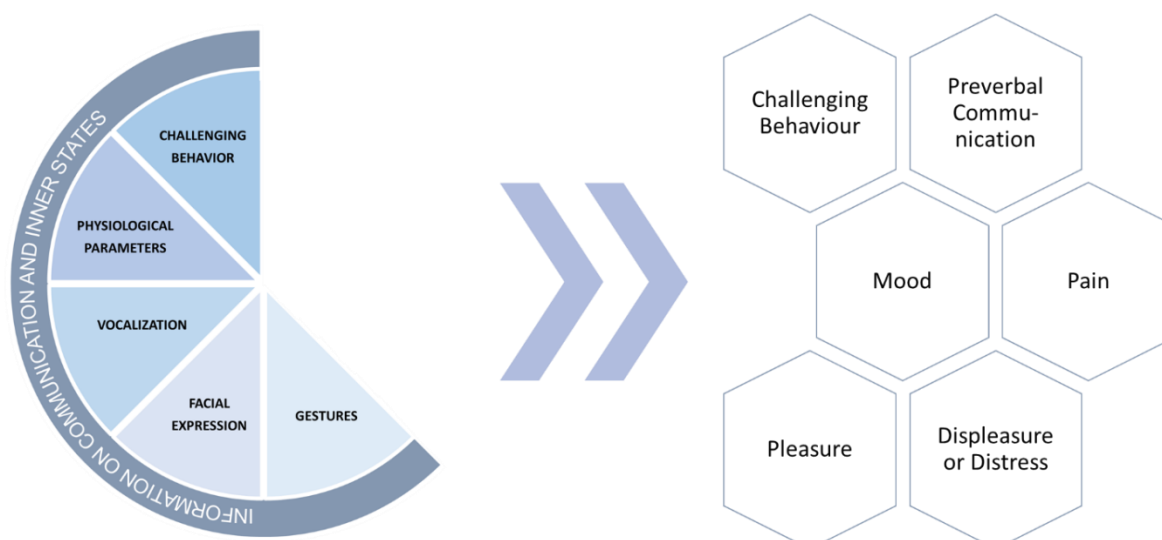 INFORMATION ON COMMUNICATION AND INNER STATES
CHALLENGING
BEHAVIOR
PHYSIOLOGICAL
PARAMETERS
VOCALIZATION
FACIAL
EXPRESSION
GESTURES
Challenging
Behaviour
Preverbal
Commu-
nication
Mood
Pain
Pleasure
Displeasure
or Distress